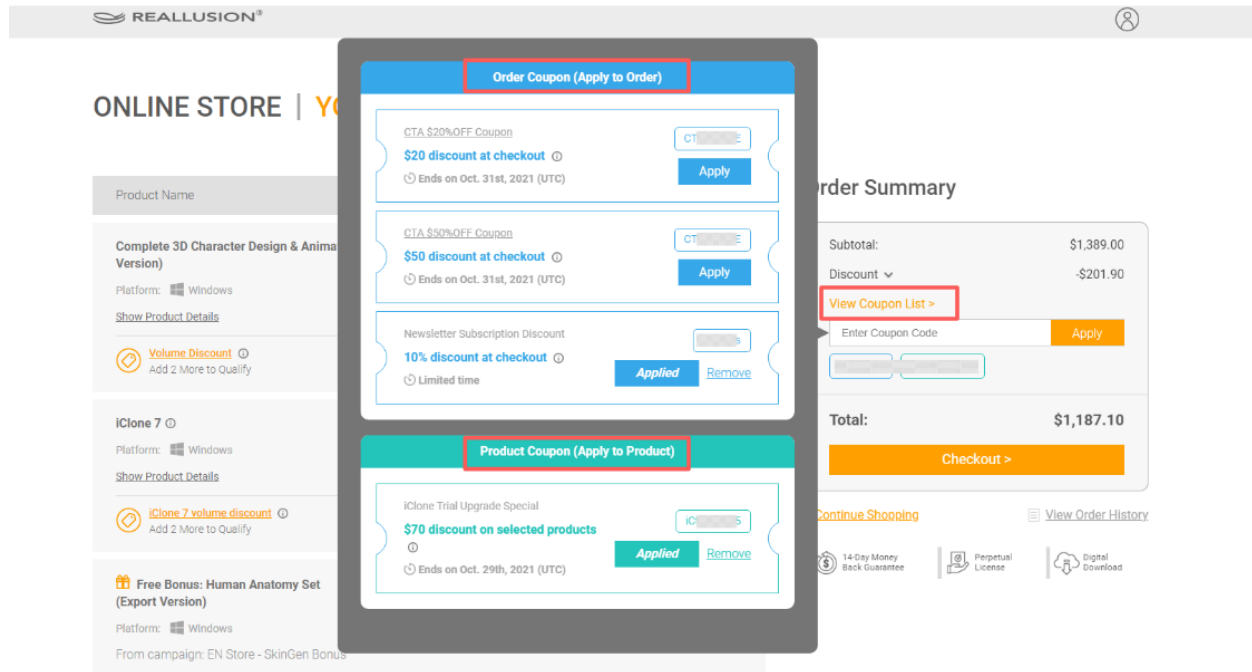 REALLUSION®
ONLINE STORE |
Product Name
Complete 3D Character Design &
Version)
Platform: Windows
Show Product Details
Volume Discount
Add 2 More to Qualify
iClone 7
Platform: Windows
Show Product Details
iClone 7 volume discount
Add 2 More to Qualify
Free Bonus: Human Anatomy Set
(Export Version)
Platform: Windows
From campaign: EN Store - SkinGen Bonus
Order Coupon (Apply to Order)
CTA $20%OFF Coupon
CT E
$20 discount at checkout
Apply
Ends on Oct. 31st, 2021 (UTC)
CTA $50%OFF Coupon
CT E
$50 discount at checkout
Apply
Ends on Oct. 31st, 2021 (UTC)
Newsletter Subscription Discount
10% discount at checkout
Applied Remove
Limited time
Product Coupon (Apply to Product)
iClone Trial Upgrade Special
$70 discount on selected products
iC 5
Applied Remove
Ends on Oct. 29th, 2021 (UTC)
Summary
Subtotal: $1,389.00
Discount -$201.90
View Coupon List >
Enter Coupon Code Apply
Total: $1,187.10
Checkout >
Continue Shopping
View Order History
14-Day Money
Back Guarantee
Perpetual
License
Digital
Download